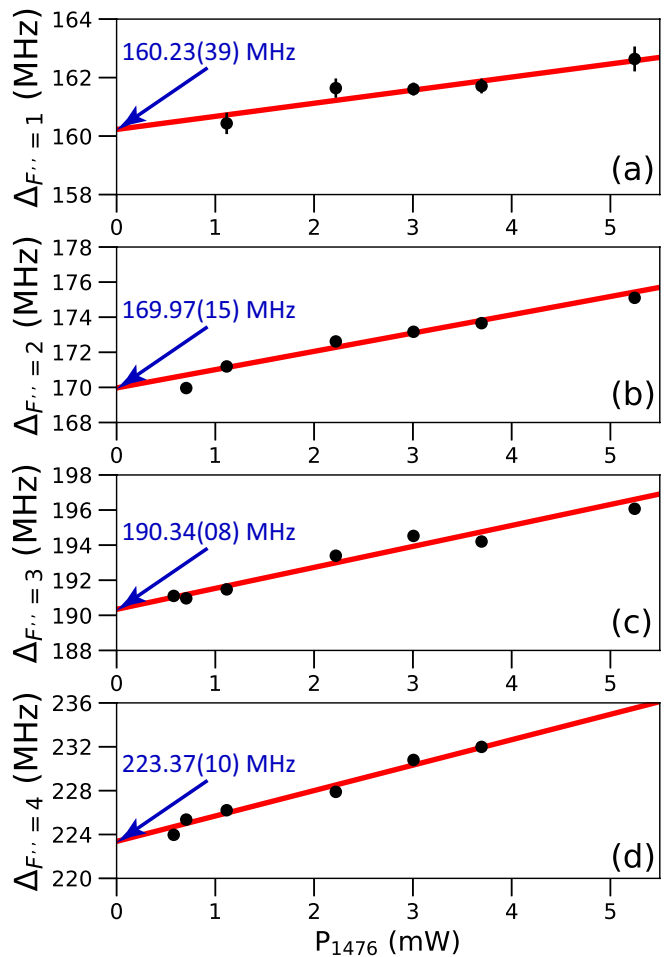 164
162
160
158
Δ_{F''=1} (MHz)
160.23(39) MHz
(a)
0 1 2 3 4 5
178
176
174
172
170
168
Δ_{F''=2} (MHz)
169.97(15) MHz
(b)
0 1 2 3 4 5
198
196
194
192
190
188
Δ_{F''=3} (MHz)
190.34(08) MHz
(c)
0 1 2 3 4 5
236
232
228
224
220
Δ_{F''=4} (MHz)
223.37(10) MHz
(d)
0 1 2 3 4 5
P_{1476} (mW)